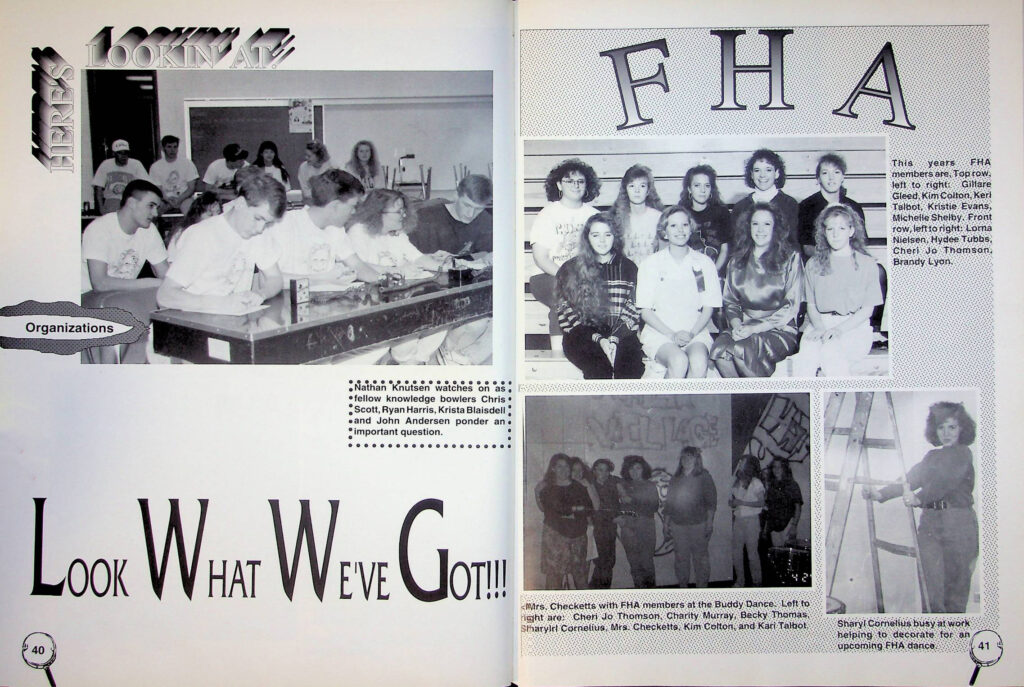 HERE'S
LOOKIN' AT:
Organizations
Nathan Knutsen watches on as
fellow knowledge bowlers Chris
Scott, Ryan Harris, Krista Blaisdell
and John Andersen ponder an
important question.
LOOK WHAT WE'VE GOT!!!
40
FHA
This years FHA
members are, Top row,
left to right: Gillare
Gleed, Kim Colton, Keri
Talbot, Kristie Evans,
Michelle Shelby. Front
row, left to right: Lorna
Nielsen, Hydee Tubbs,
Cheri Jo Thomson,
Brandy Lyon.
Mrs. Checketts with FHA members at the Buddy Dance. Left to
right are: Cheri Jo Thomson, Charity Murray, Becky Thomas,
Sharylrl Cornelius, Mrs. Checketts, Kim Colton, and Kari Talbot.
Sharyl Cornelius busy at work
helping to decorate for an
upcoming FHA dance.
41